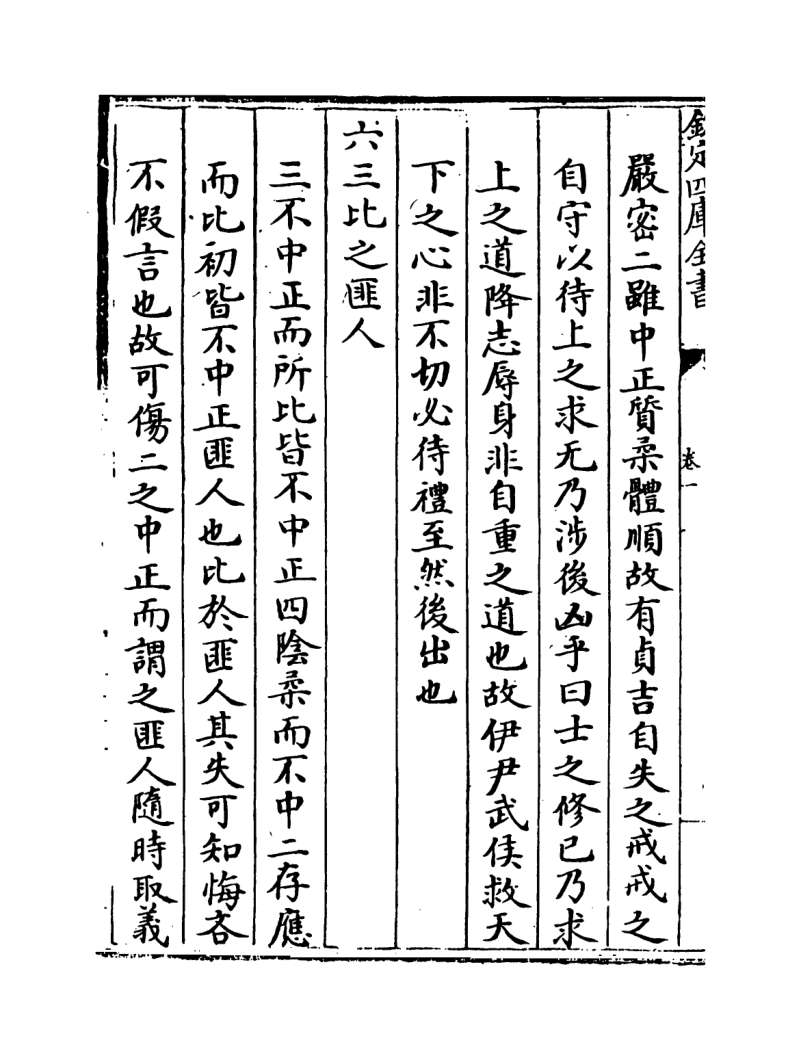 欽定四庫全書
卷一
嚴密二雖中正質柔體順故有貞吉自失之戒戒之
自守以待上之求无乃涉後凶乎曰士之修已乃求
上之道降志辱身非自重之道也故伊尹武侯救天
下之心非不切必待禮至然後出也
六三比之匪人
三不中正而所比皆不中正四陰柔而不中二存應
而比初皆不中正匪人也比於匪人其失可知悔吝
不假言也故可傷二之中正而謂之匪人隨時取義